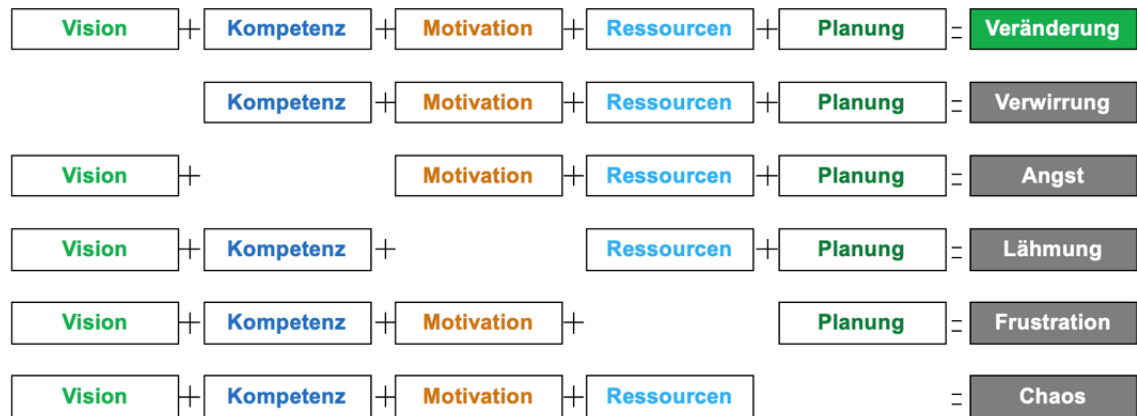 Vision + Kompetenz + Motivation + Ressourcen + Planung = Veränderung
Kompetenz + Motivation + Ressourcen + Planung = Verwirrung
Vision + Motivation + Ressourcen + Planung = Angst
Vision + Kompetenz + Ressourcen + Planung = Lähmung
Vision + Kompetenz + Motivation + Planung = Frustration
Vision + Kompetenz + Motivation + Ressourcen = Chaos